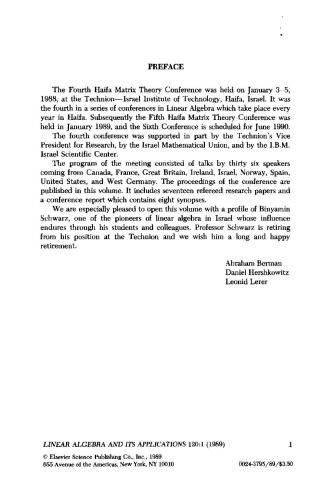 PREFACE
The Fourth Haifa Matrix Theory Conference was held on January 3–5,
1988, at the Technion—Israel Institute of Technology, Haifa, Israel. It was
the fourth in a series of conferences in Linear Algebra which take place every
year in Haifa. Subsequently the Fifth Haifa Matrix Theory Conference was
held in January 1989, and the Sixth Conference is scheduled for June 1990.
The fourth conference was supported in part by the Technion's Vice
President for Research, by the Israel Mathematical Union, and by the I.B.M.
Israel Scientific Center.
The program of the meeting consisted of talks by thirty six speakers
coming from Canada, France, Great Britain, Ireland, Israel, Norway, Spain,
United States, and West Germany. The proceedings of the conference are
published in this volume. It includes seventeen refereed research papers and
a conference report which contains eight synopses.
We are especially pleased to open this volume with a profile of Binyamin
Schwarz, one of the pioneers of linear algebra in Israel whose influence
endures through his students and colleagues. Professor Schwarz is retiring
from his position at the Technion and we wish him a long and happy
retirement.
Abraham Berman
Daniel Hershkowitz
Leonid Lerer
LINEAR ALGEBRA AND ITS APPLICATIONS 120:1 (1989) 1
© Elsevier Science Publishing Co., Inc., 1989
655 Avenue of the Americas, New York, NY 10010 0024-3795/89/$3.50